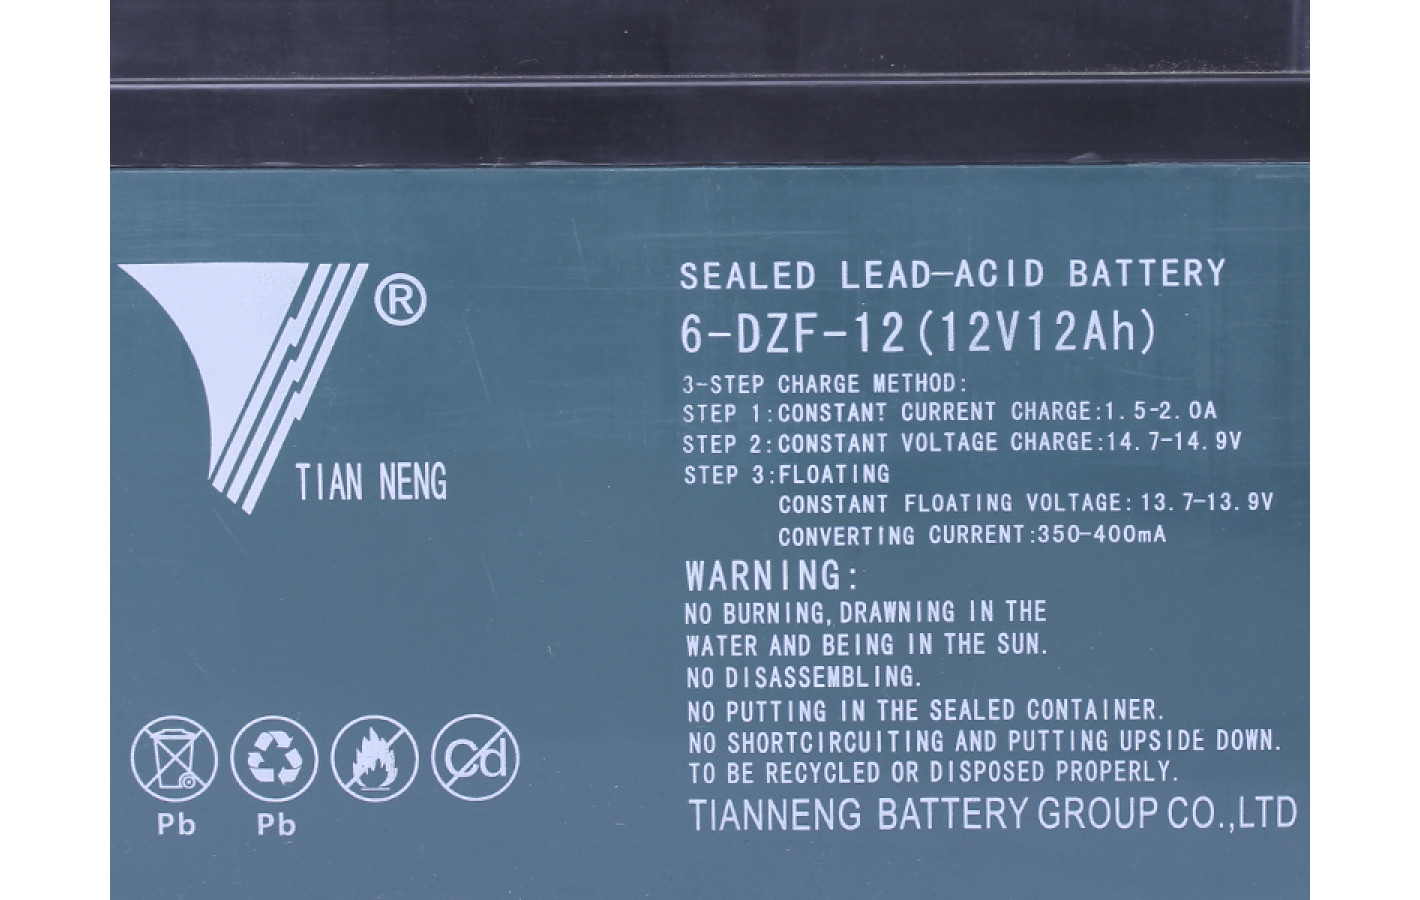 ®
TIAN NENG
SEALED LEAD-ACID BATTERY
6-DZF-12(12V12Ah)
3-STEP CHARGE METHOD:
STEP 1:CONSTANT CURRENT CHARGE:1.5-2.0A
STEP 2:CONSTANT VOLTAGE CHARGE:14.7-14.9V
STEP 3:FLOATING
CONSTANT FLOATING VOLTAGE:13.7-13.9V
CONVERTING CURRENT:350-400mA
WARNING:
NO BURNING,DRAWNING IN THE
WATER AND BEING IN THE SUN.
NO DISASSEMBLING.
NO PUTTING IN THE SEALED CONTAINER.
NO SHORTCIRCUITING AND PUTTING UPSIDE DOWN.
TO BE RECYCLED OR DISPOSED PROPERLY.
TIANNENG BATTERY GROUP CO.,LTD
Cd
Pb Pb